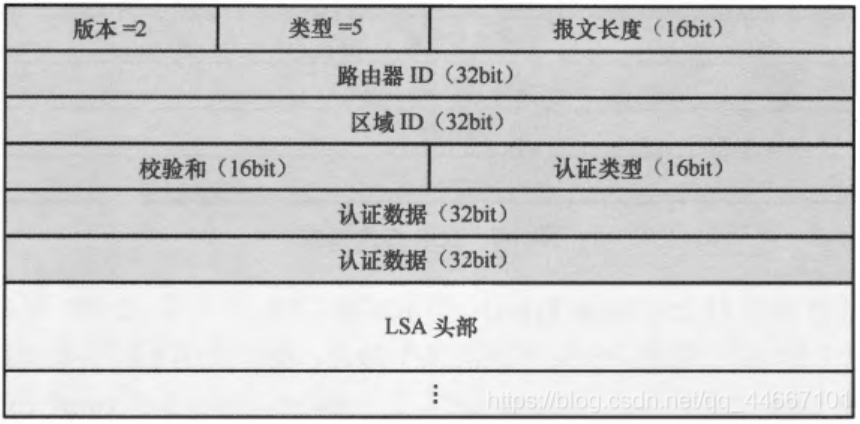 版本 =2 类型 =5 报文长度（16bit）
路由器 ID（32bit）
区域 ID（32bit）
校验和（16bit） 认证类型（16bit）
认证数据（32bit）
认证数据（32bit）
LSA 头部
⋮
https://blog.csdn.net/qq_44667101